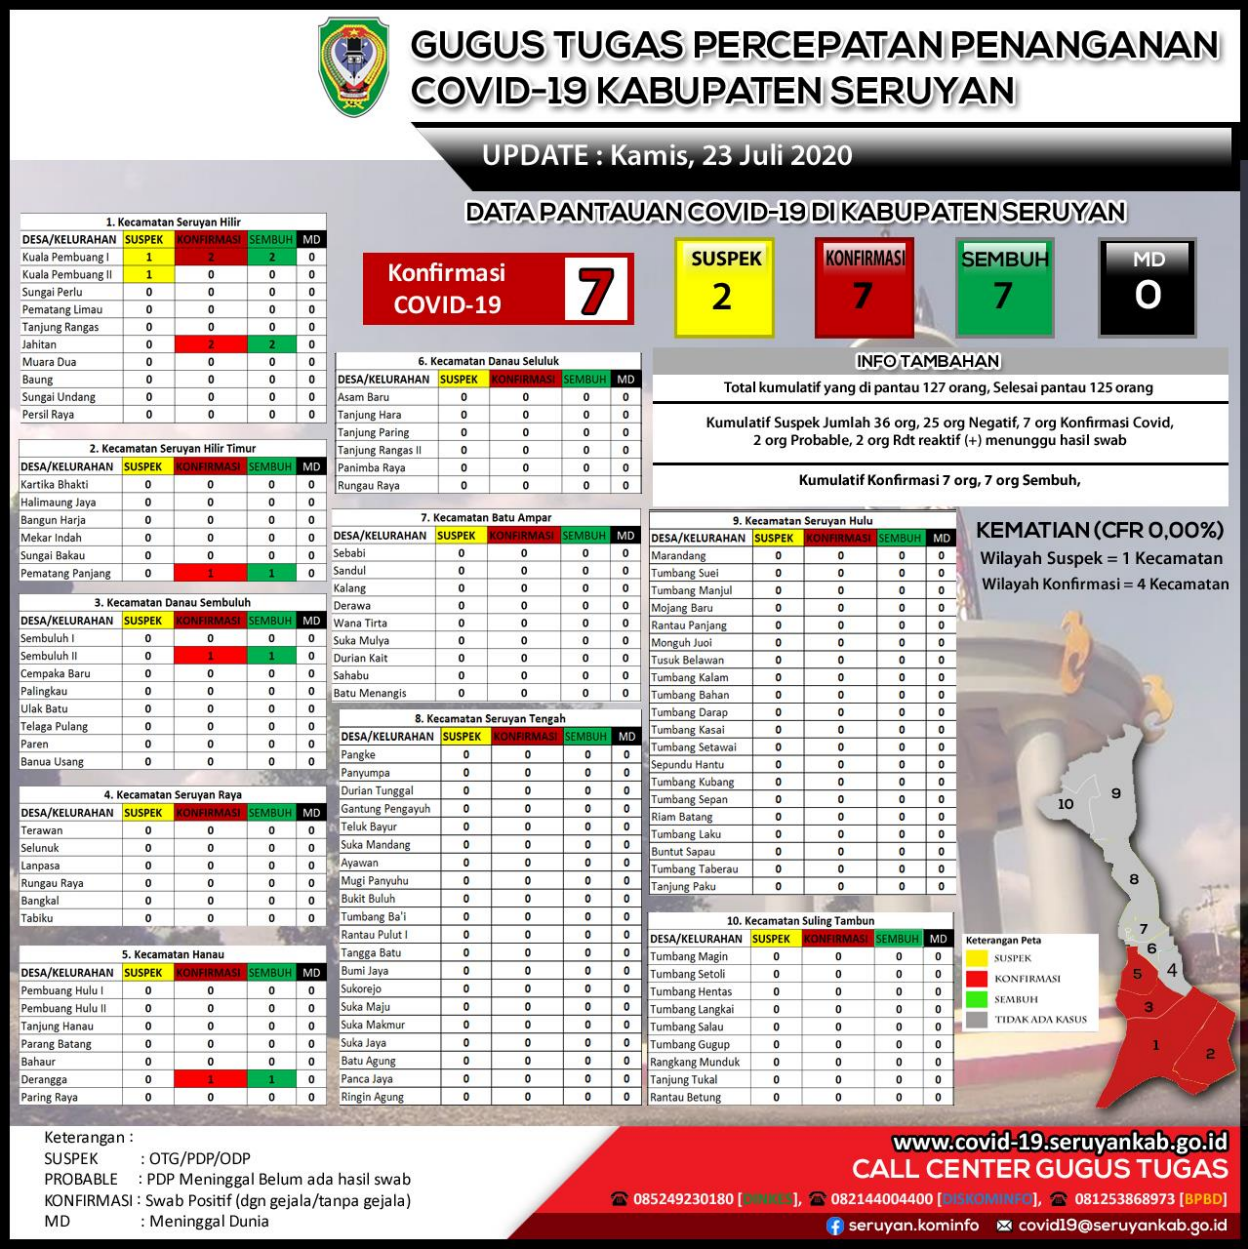 GUGUS TUGAS PERCEPATAN PENANGANAN
COVID-19 KABUPATEN SERUYAN
UPDATE : Kamis, 23 Juli 2020
DATA PANTAUAN COVID-19 DI KABUPATEN SERUYAN
Konfirmasi
COVID-19
7
SUSPEK
2
KONFIRMASI
7
SEMBUH
7
MD
0
INFO TAMBAHAN
Total kumulatif yang di pantau 127 orang, Selesai pantau 125 orang
Kumulatif Suspek Jumlah 36 org, 25 org Negatif, 7 org Konfirmasi Covid,
2 org Probable, 2 org Rdt reaktif (+) menunggu hasil swab
Kumulatif Konfirmasi 7 org, 7 org Sembuh,
1. Kecamatan Seruyan Hilir
DESA/KELURAHAN SUSPEK KONFIRMASI SEMBUH MD
Kuala Pembuang I 1 2 2 0
Kuala Pembuang II 1 0 0 0
Sungai Perlu 0 0 0 0
Pematang Limau 0 0 0 0
Tanjung Rangas 0 0 0 0
Jahitan 0 2 2 0
Muara Dua 0 0 0 0
Baung 0 0 0 0
Sungai Undang 0 0 0 0
Persil Raya 0 0 0 0
2. Kecamatan Seruyan Hilir Timur
DESA/KELURAHAN SUSPEK KONFIRMASI SEMBUH MD
Kartika Bhakti 0 0 0 0
Halimaung Jaya 0 0 0 0
Bangun Harja 0 0 0 0
Mekar Indah 0 0 0 0
Sungai Bakau 0 0 0 0
Pematang Panjang 0 1 1 0
3. Kecamatan Danau Sembuluh
DESA/KELURAHAN SUSPEK KONFIRMASI SEMBUH MD
Sembuluh I 0 0 0 0
Sembuluh II 0 1 1 0
Cempaka Baru 0 0 0 0
Palingkau 0 0 0 0
Ulak Batu 0 0 0 0
Telaga Pulang 0 0 0 0
Paren 0 0 0 0
Banua Usang 0 0 0 0
4. Kecamatan Seruyan Raya
DESA/KELURAHAN SUSPEK KONFIRMASI SEMBUH MD
Terawan 0 0 0 0
Selunuk 0 0 0 0
Lanpasa 0 0 0 0
Rungau Raya 0 0 0 0
Bangkal 0 0 0 0
Tabiku 0 0 0 0
5. Kecamatan Hanau
DESA/KELURAHAN SUSPEK KONFIRMASI SEMBUH MD
Pembuang Hulu I 0 0 0 0
Pembuang Hulu II 0 0 0 0
Tanjung Hanau 0 0 0 0
Parang Batang 0 0 0 0
Bahaur 0 0 0 0
Derangga 0 1 1 0
Paring Raya 0 0 0 0
6. Kecamatan Danau Seluluk
DESA/KELURAHAN SUSPEK KONFIRMASI SEMBUH MD
Asam Baru 0 0 0 0
Tanjung Hara 0 0 0 0
Tanjung Paring 0 0 0 0
Tanjung Rangas II 0 0 0 0
Panimba Raya 0 0 0 0
Rungau Raya 0 0 0 0
7. Kecamatan Batu Ampar
DESA/KELURAHAN SUSPEK KONFIRMASI SEMBUH MD
Sebabi 0 0 0 0
Sandul 0 0 0 0
Kalang 0 0 0 0
Derawa 0 0 0 0
Wana Tirta 0 0 0 0
Suka Mulya 0 0 0 0
Durian Kait 0 0 0 0
Sahabu 0 0 0 0
Batu Menangis 0 0 0 0
8. Kecamatan Seruyan Tengah
DESA/KELURAHAN SUSPEK KONFIRMASI SEMBUH MD
Pangke 0 0 0 0
Panyumpa 0 0 0 0
Durian Tunggal 0 0 0 0
Gantung Pengayuh 0 0 0 0
Teluk Bayur 0 0 0 0
Suka Mandang 0 0 0 0
Ayawan 0 0 0 0
Mugi Panyuhu 0 0 0 0
Bukit Buluh 0 0 0 0
Tumbang Ba'i 0 0 0 0
Rantau Pulut I 0 0 0 0
Tangga Batu 0 0 0 0
Bumi Jaya 0 0 0 0
Sukorejo 0 0 0 0
Suka Maju 0 0 0 0
Suka Makmur 0 0 0 0
Suka Jaya 0 0 0 0
Batu Agung 0 0 0 0
Panca Jaya 0 0 0 0
Ringin Agung 0 0 0 0
9. Kecamatan Seruyan Hulu
DESA/KELURAHAN SUSPEK KONFIRMASI SEMBUH MD
Marandang 0 0 0 0
Tumbang Suei 0 0 0 0
Tumbang Manjul 0 0 0 0
Mojang Baru 0 0 0 0
Rantau Panjang 0 0 0 0
Monguh Juoi 0 0 0 0
Tusuk Belawan 0 0 0 0
Tumbang Kalam 0 0 0 0
Tumbang Bahan 0 0 0 0
Tumbang Darap 0 0 0 0
Tumbang Kasai 0 0 0 0
Tumbang Setawai 0 0 0 0
Sepundu Hantu 0 0 0 0
Tumbang Kubang 0 0 0 0
Tumbang Sepan 0 0 0 0
Riam Batang 0 0 0 0
Tumbang Laku 0 0 0 0
Buntut Sapau 0 0 0 0
Tumbang Taberau 0 0 0 0
Tanjung Paku 0 0 0 0
10. Kecamatan Suling Tambun
DESA/KELURAHAN SUSPEK KONFIRMASI SEMBUH MD
Tumbang Magin 0 0 0 0
Tumbang Setoli 0 0 0 0
Tumbang Hentas 0 0 0 0
Tumbang Langkai 0 0 0 0
Tumbang Salau 0 0 0 0
Tumbang Gugup 0 0 0 0
Rangkang Munduk 0 0 0 0
Tanjung Tukal 0 0 0 0
Rantau Betung 0 0 0 0
KEMATIAN (CFR 0,00%)
Wilayah Suspek = 1 Kecamatan
Wilayah Konfirmasi = 4 Kecamatan
9
10
8
7
6
4
5
3
1
2
Keterangan Peta
SUSPEK
KONFIRMASI
SEMBUH
TIDAK ADA KASUS
Keterangan :
SUSPEK : OTG/PDP/ODP
PROBABLE : PDP Meninggal Belum ada hasil swab
KONFIRMASI : Swab Positif (dgn gejala/tanpa gejala)
MD : Meninggal Dunia
www.covid-19.seruyankab.go.id
CALL CENTER GUGUS TUGAS
085249230180 [DINKES], 082144004400 [DISKOMINFO], 081253868973 [BPBD]
seruyan.kominfo covid19@seruyankab.go.id